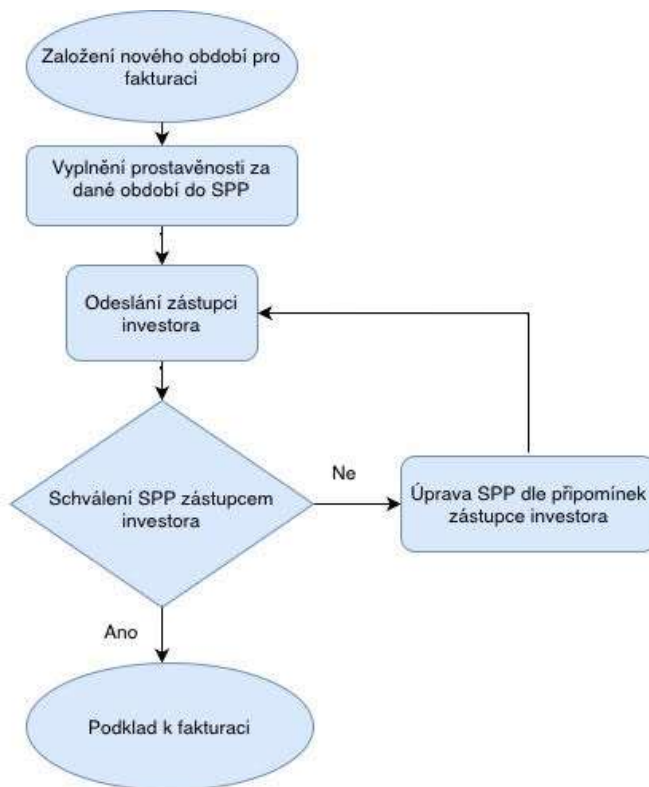 Založení nového období pro
fakturaci
Vyplnění prostavěnosti za
dané období do SPP
Odeslání zástupci
investora
Schválení SPP zástupcem
investora
Ne
Úprava SPP dle připomínek
zástupce investora
Ano
Podklad k fakturaci